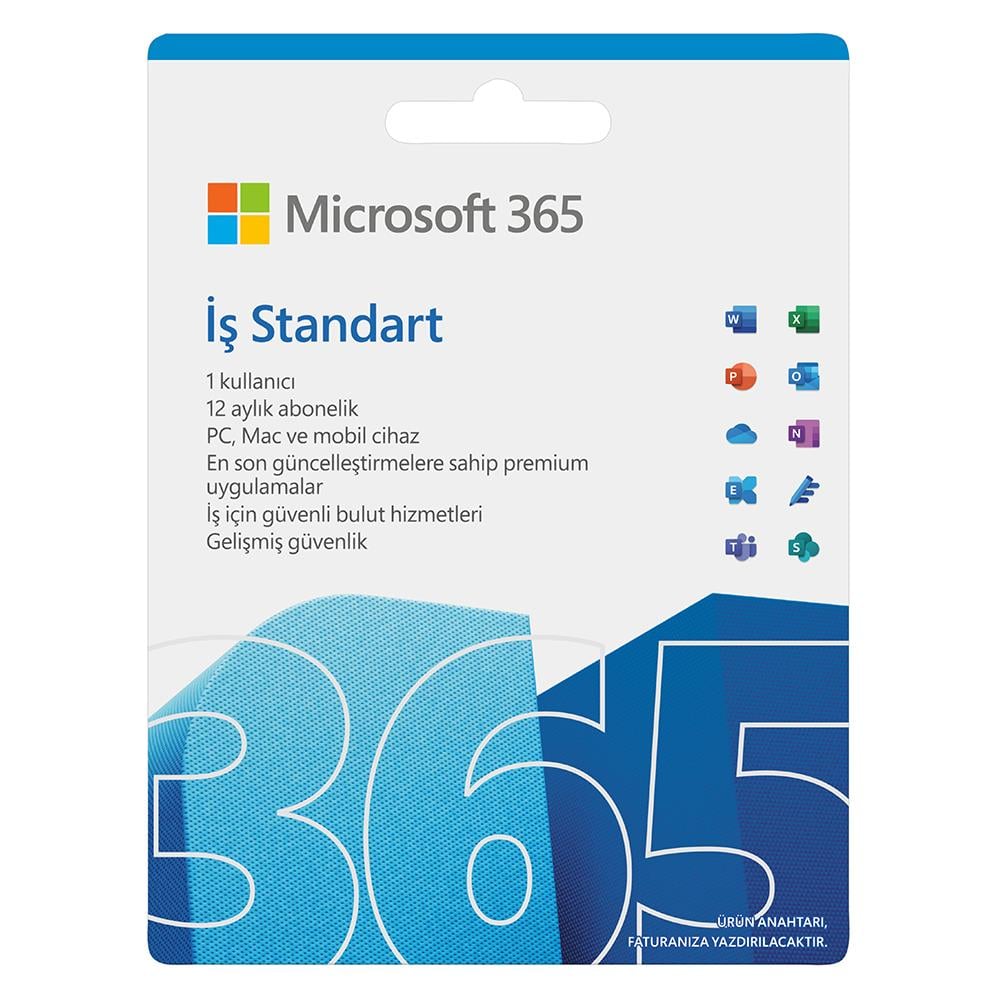 Microsoft 365
İş Standart
1 kullanıcı
12 aylık abonelik
PC, Mac ve mobil cihaz
En son güncelleştirmelere sahip premium
uygulamalar
İş için güvenli bulut hizmetleri
Gelişmiş güvenlik
W X
P O
N
E
T S
365
ÜRÜN ANAHTARI,
FATURANIZA YAZDIRILACAKTIR.